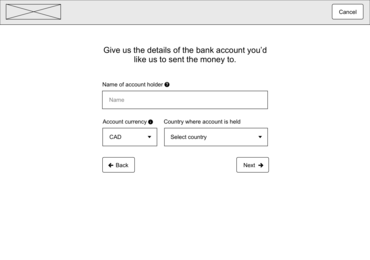 Cancel
Give us the details of the bank account you'd
like us to sent the money to.
Name of account holder
Name
Account currency
Country where account is held
CAD
Select country
Back
Next